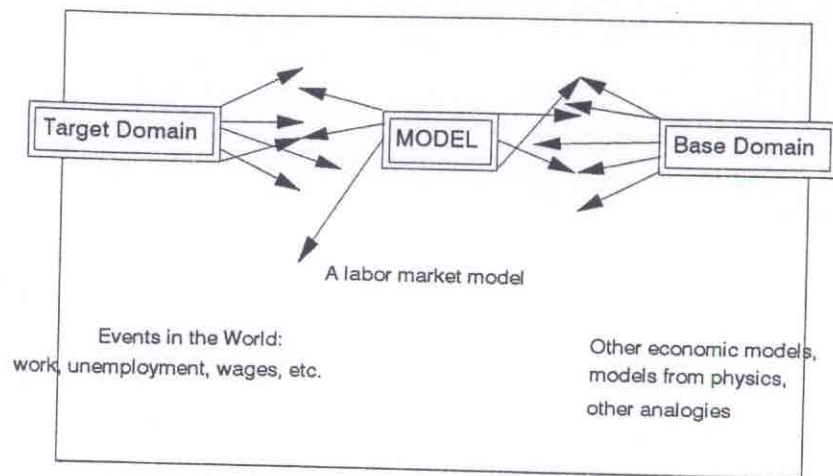 Target Domain
MODEL
Base Domain
A labor market model
Events in the World:
work, unemployment, wages, etc.
Other economic models,
models from physics,
other analogies